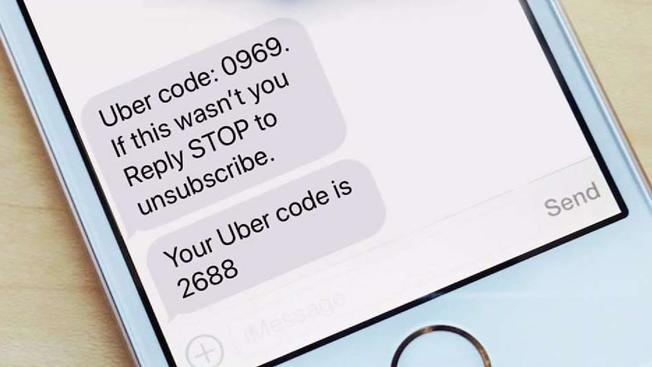 Uber code: 0969.
If this wasn't you
Reply STOP to
unsubscribe.
Your Uber code is
2688
Send
iMessage